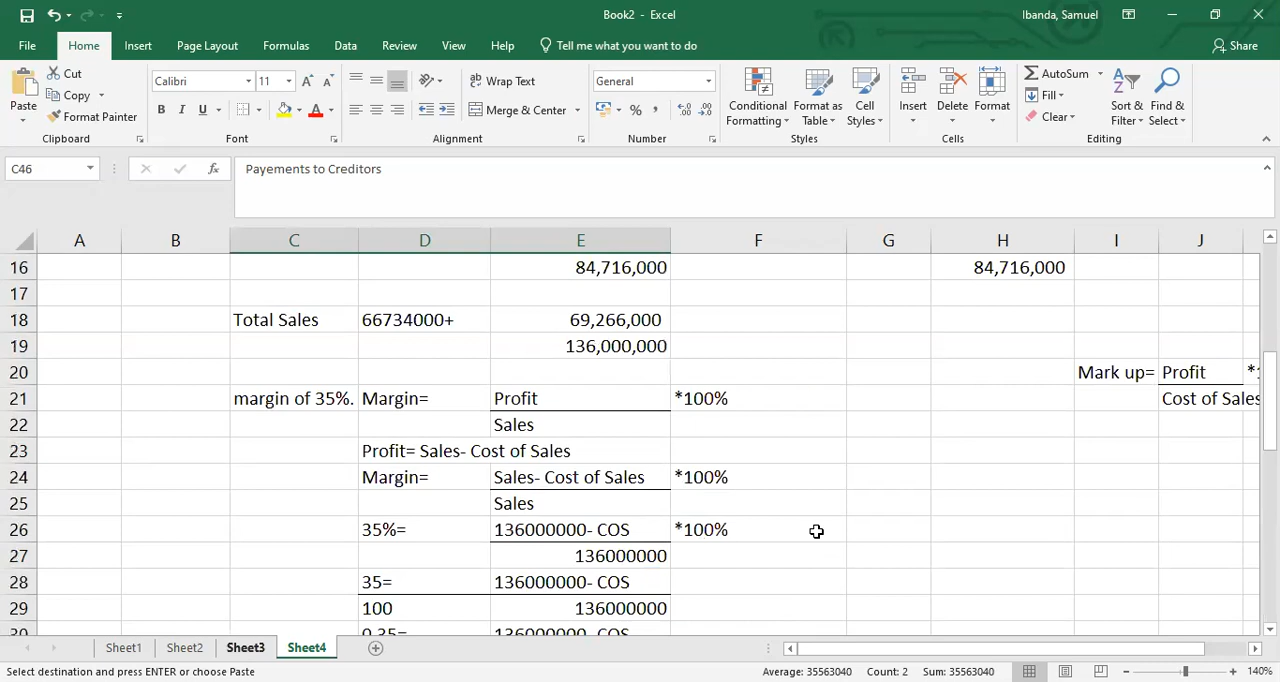 Book2 - Excel
Ibanda, Samuel
File Home Insert Page Layout Formulas Data Review View Help Tell me what you want to do Share
Paste
Cut
Copy
Format Painter
Clipboard
Calibri 11
B I U
Font
Wrap Text
Merge & Center
Alignment
General
% ,
Number
Conditional Formatting
Format as Table
Cell Styles
Styles
Insert
Delete
Format
Cells
AutoSum
Fill
Clear
Sort & Filter
Find & Select
Editing
C46 fx Payements to Creditors
A B C D E F G H I J
16 84,716,000 84,716,000
17
18 Total Sales 66734000+ 69,266,000
19 136,000,000
20 Mark up= Profit
21 margin of 35%. Margin= Profit *100% Cost of Sales
22 Sales
23 Profit= Sales- Cost of Sales
24 Margin= Sales- Cost of Sales *100%
25 Sales
26 35%= 136000000- COS *100%
27 136000000
28 35= 136000000- COS
29 100 136000000
30 0.35= 136000000- COS
Sheet1 Sheet2 Sheet3 Sheet4
Select destination and press ENTER or choose Paste Average: 35563040 Count: 2 Sum: 35563040 140%